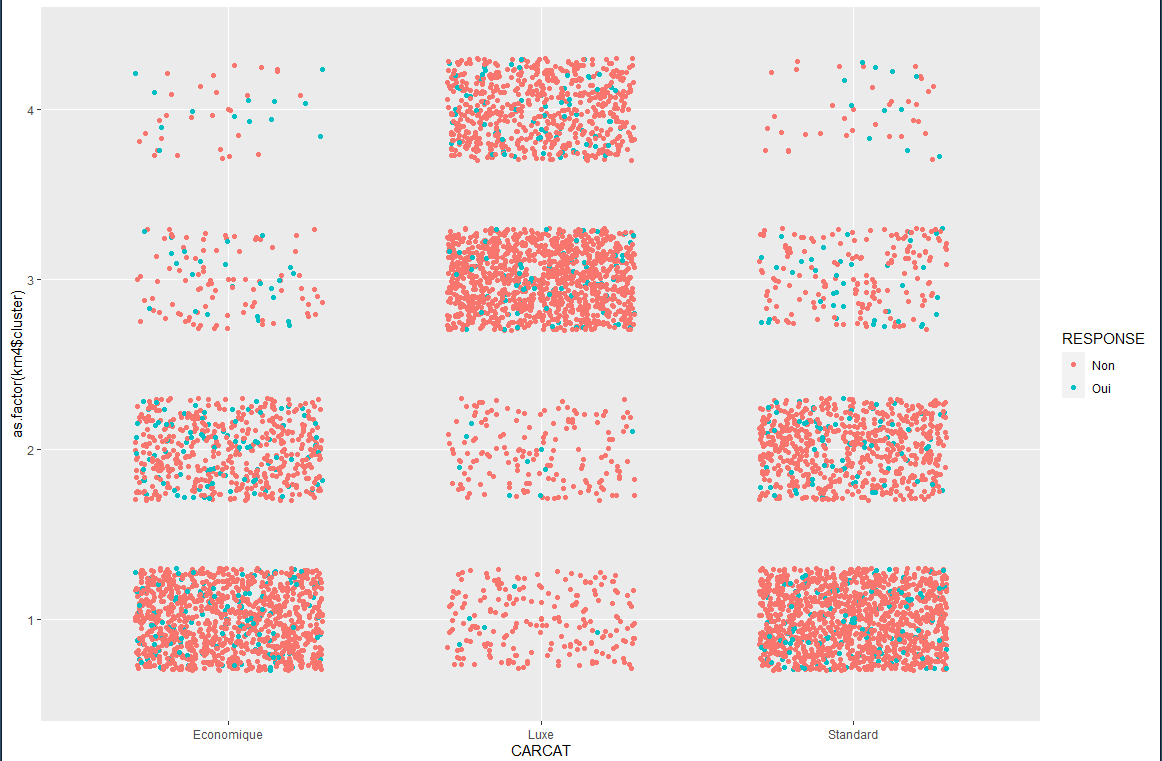 4
3
2
1
as.factor(km4$cluster)
Economique
Luxe
Standard
CARCAT
RESPONSE
Non
Oui